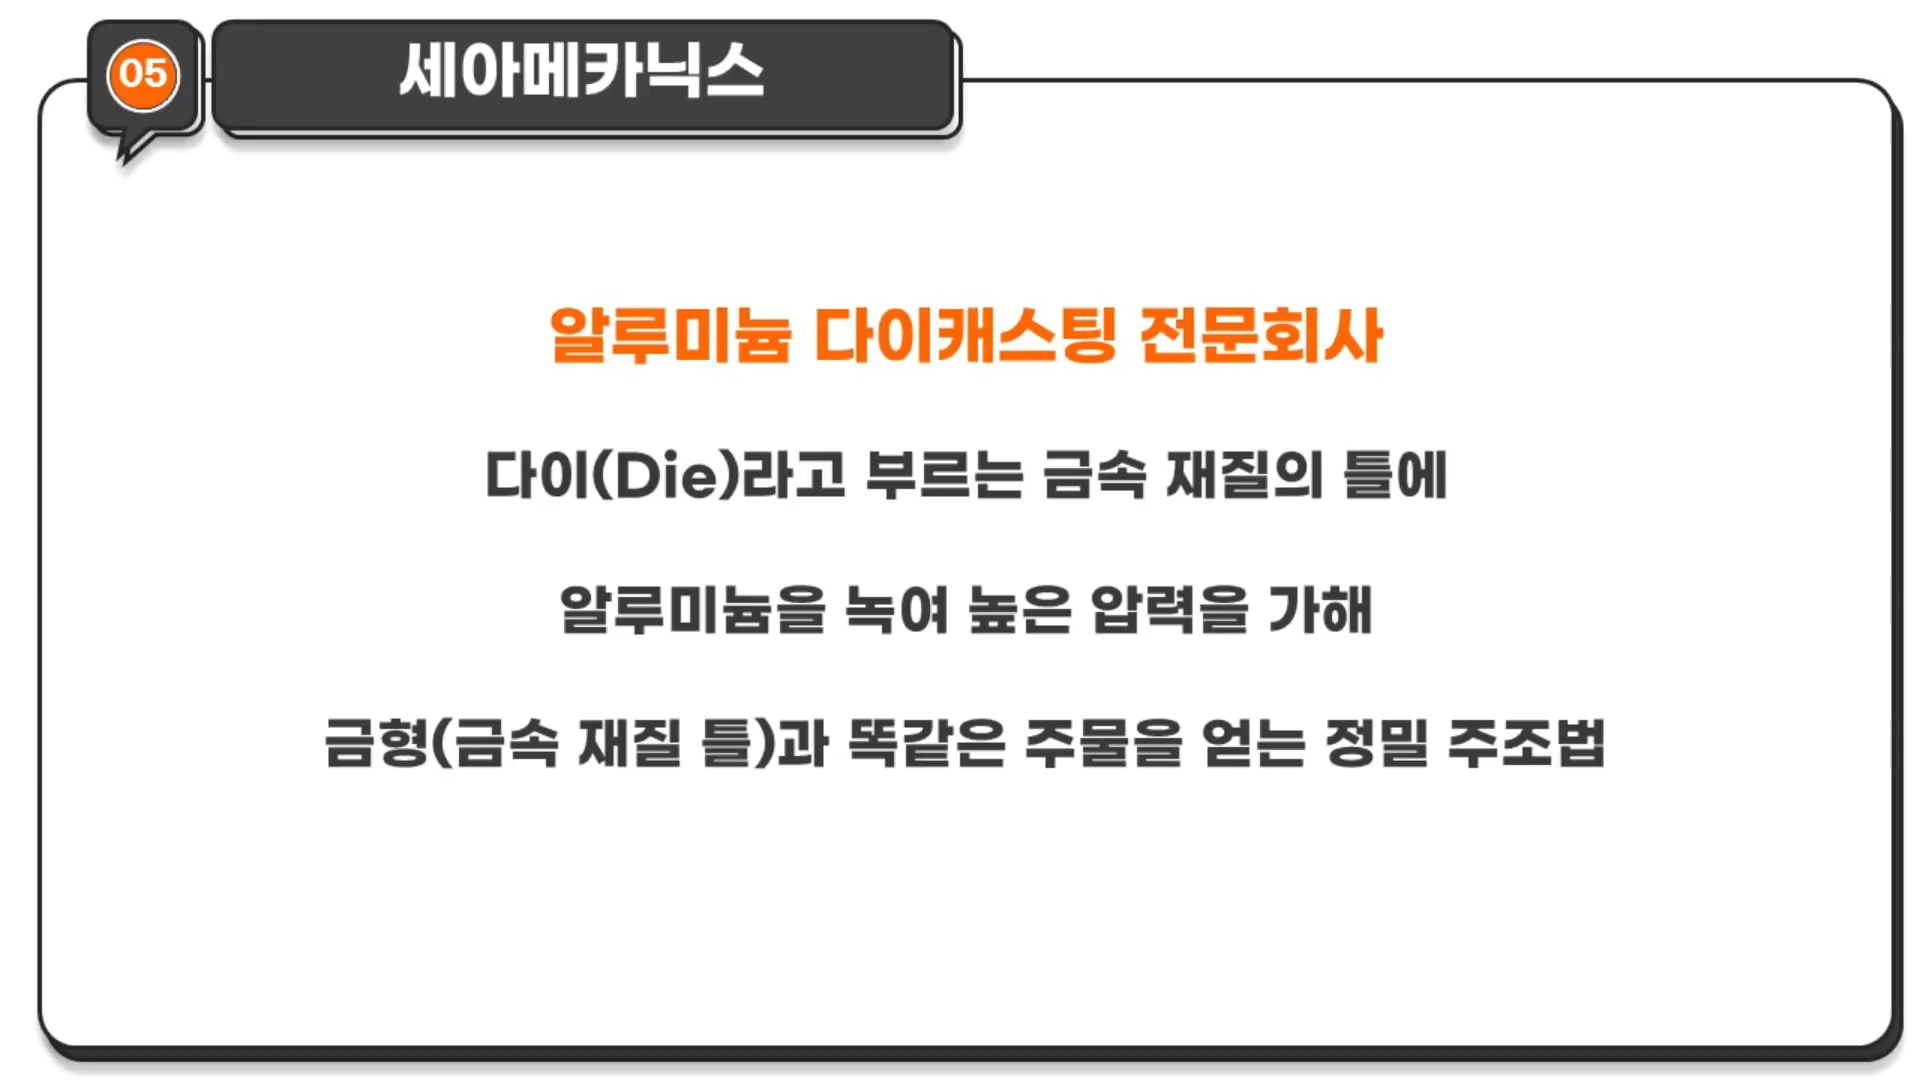 05
세아메카닉스
알루미늄 다이캐스팅 전문회사
다이(Die)라고 부르는 금속 재질의 틀에
알루미늄을 녹여 높은 압력을 가해
금형(금속 재질 틀)과 똑같은 주물을 얻는 정밀 주조법